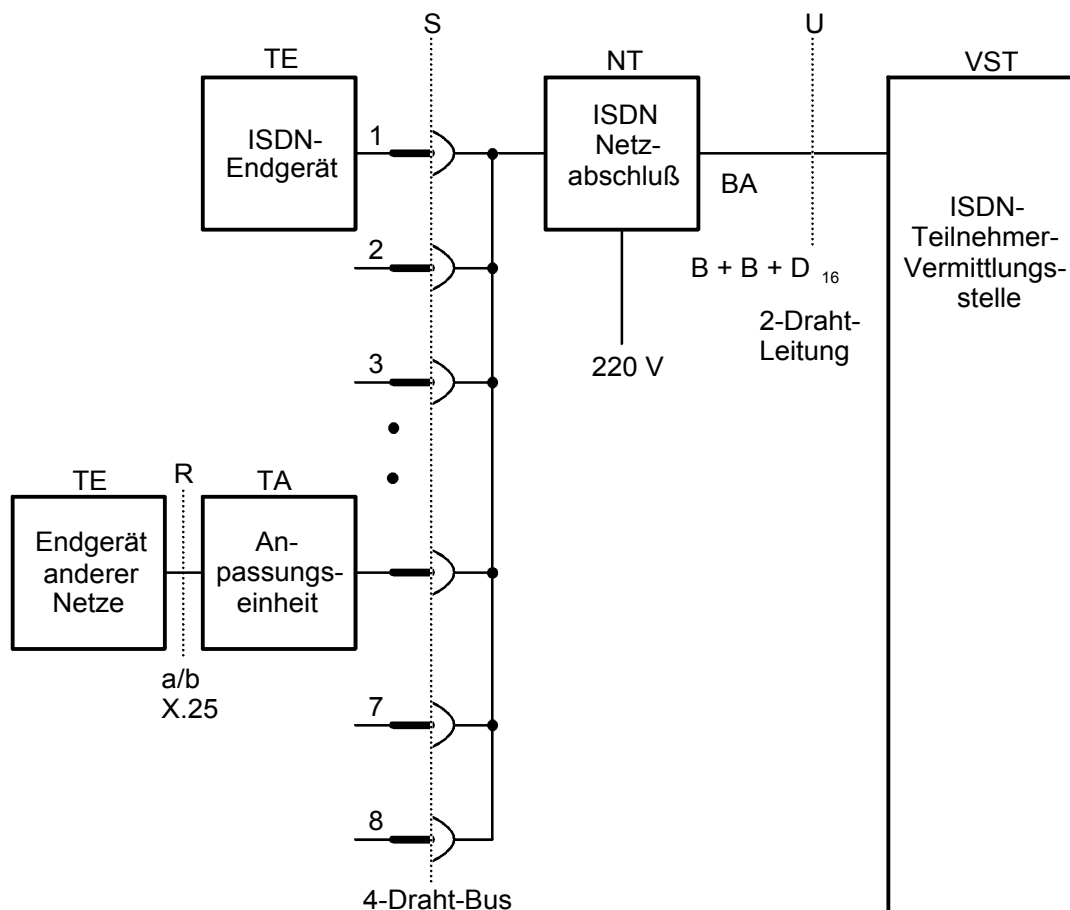 S
U
TE
NT
VST
ISDN-
Endgerät
1
ISDN
Netz-
abschluß
BA
2
B + B + D 16
ISDN-
Teilnehmer-
Vermittlungs-
stelle
2-Draht-
Leitung
3
220 V
TE
R
TA
Endgerät
anderer
Netze
An-
passungs-
einheit
a/b
X.25
7
8
4-Draht-Bus